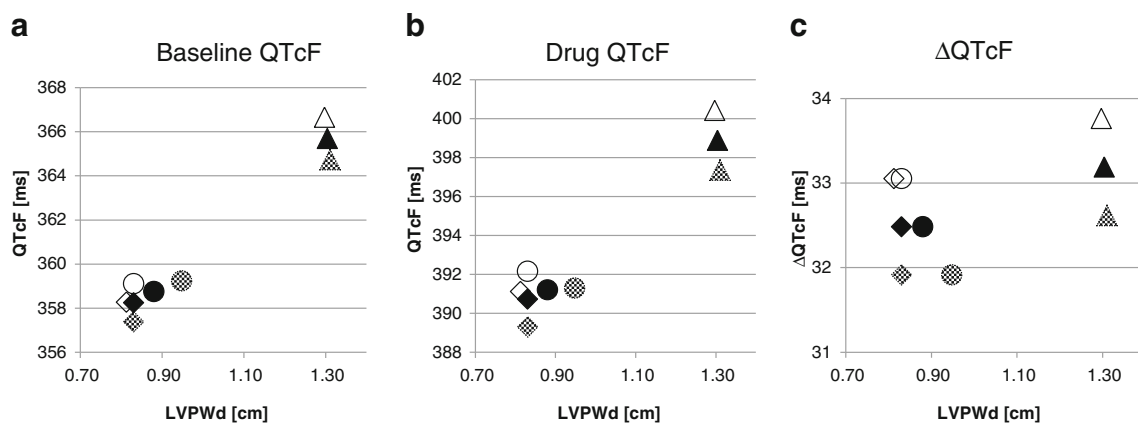 a
Baseline QTcF
QTcF [ms]
368
366
364
362
360
358
356
0.70 0.90 1.10 1.30
LVPWd [cm]
b
Drug QTcF
QTcF [ms]
402
400
398
396
394
392
390
388
0.70 0.90 1.10 1.30
LVPWd [cm]
c
ΔQTcF
ΔQTcF [ms]
34
33
32
31
0.70 0.90 1.10 1.30
LVPWd [cm]